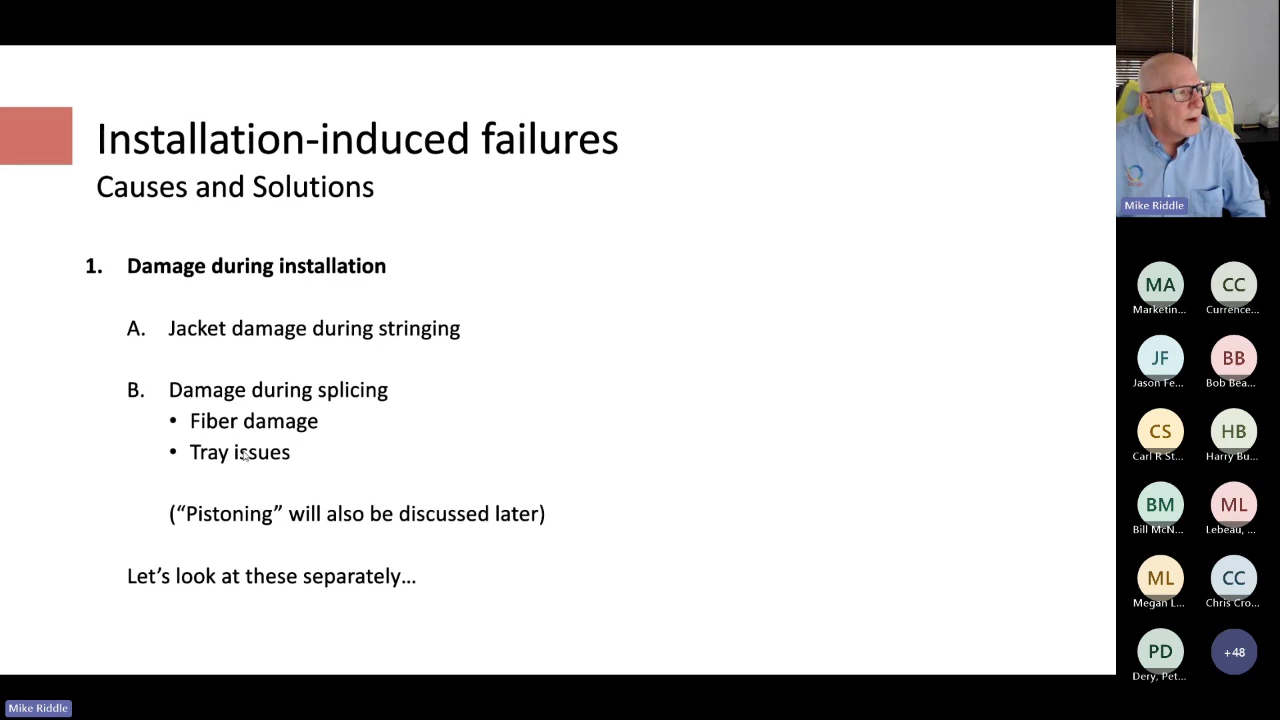 Installation-induced failures
Causes and Solutions
1. Damage during installation
A. Jacket damage during stringing
B. Damage during splicing
• Fiber damage
• Tray issues
(“Pistoning” will also be discussed later)
Let’s look at these separately...
Mike Riddle
MA
CC
Marketin...
Currence...
JF
BB
Jason Fe...
Bob Bea...
CS
HB
Carl R St...
Harry Bu...
BM
ML
Bill McN...
Lebeau, ...
ML
CC
Megan L...
Chris Cro...
PD
+48
Dery, Pet...
Mike Riddle